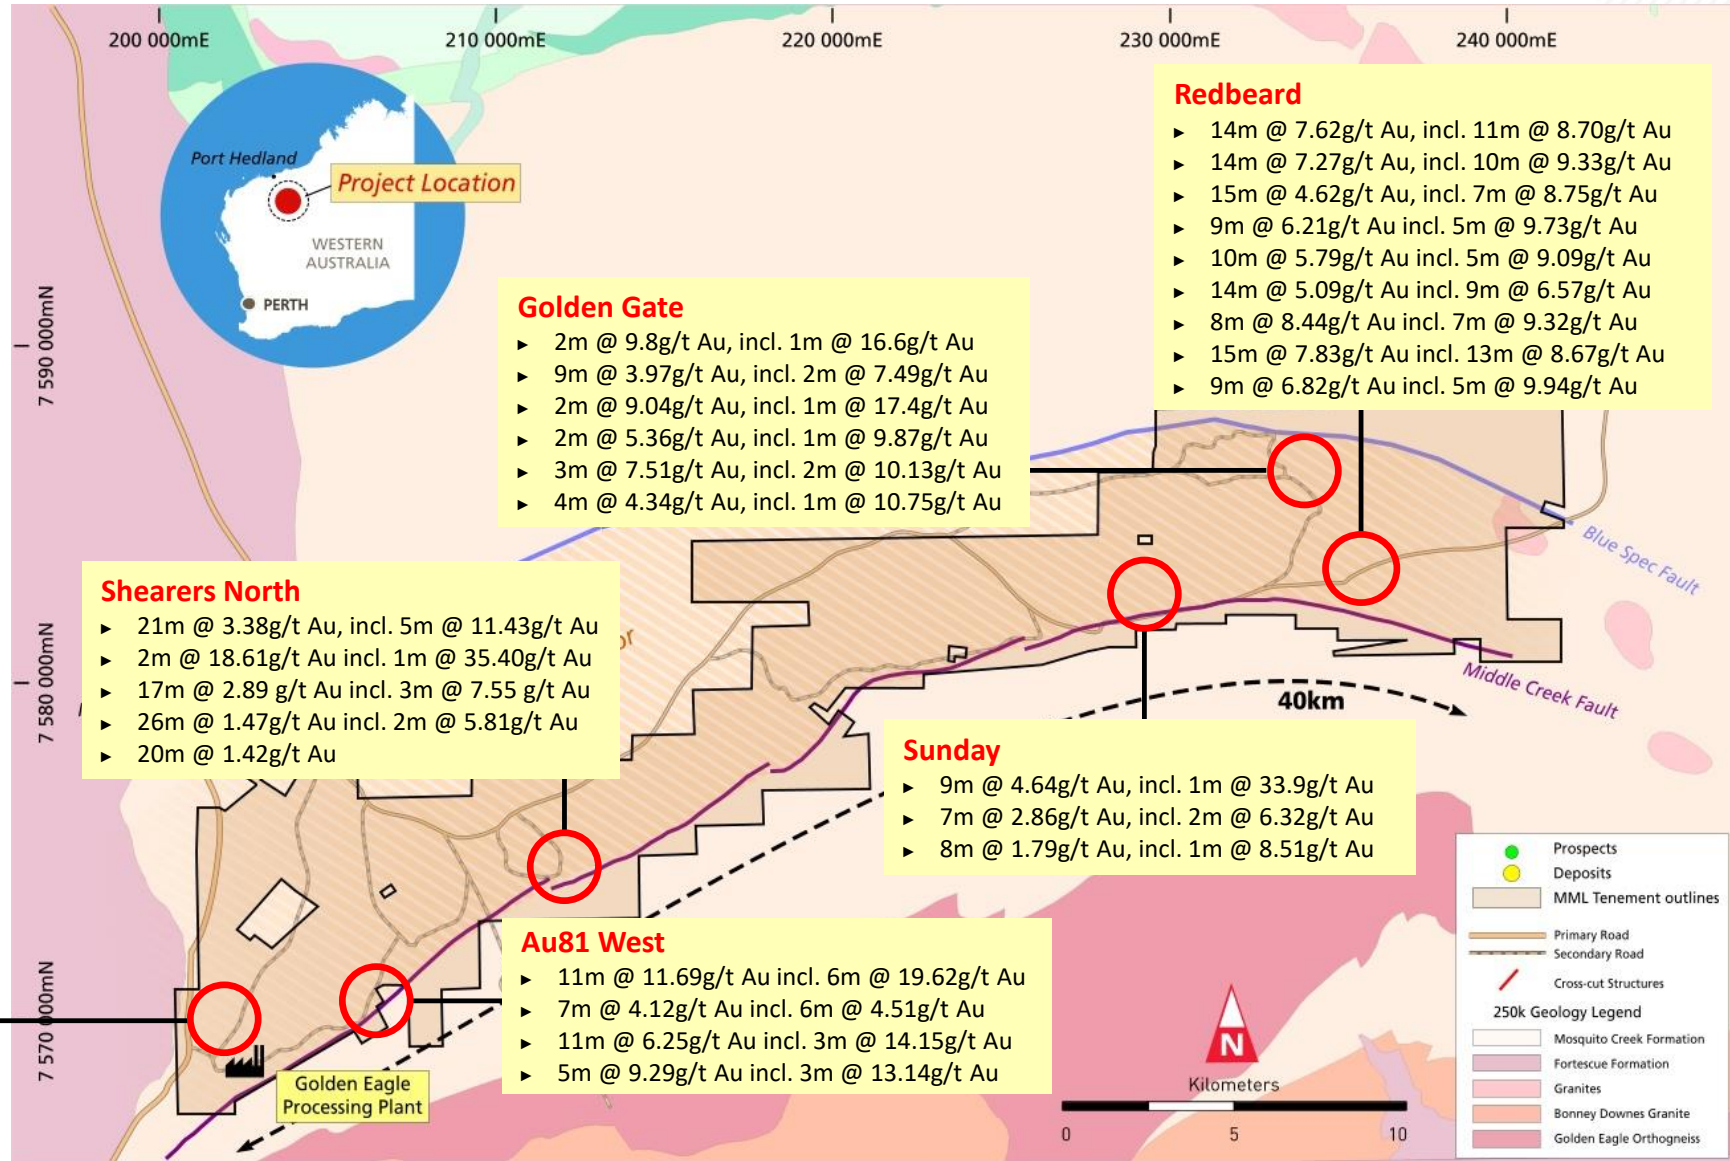 200 000mE
210 000mE
220 000mE
230 000mE
240 000mE
7 590 000mN
7 580 000mN
7 570 000mN
Port Hedland
Project Location
WESTERN
AUSTRALIA
PERTH
Redbeard
► 14m @ 7.62g/t Au, incl. 11m @ 8.70g/t Au
► 14m @ 7.27g/t Au, incl. 10m @ 9.33g/t Au
► 15m @ 4.62g/t Au, incl. 7m @ 8.75g/t Au
► 9m @ 6.21g/t Au incl. 5m @ 9.73g/t Au
► 10m @ 5.79g/t Au incl. 5m @ 9.09g/t Au
► 14m @ 5.09g/t Au incl. 9m @ 6.57g/t Au
► 8m @ 8.44g/t Au incl. 7m @ 9.32g/t Au
► 15m @ 7.83g/t Au incl. 13m @ 8.67g/t Au
► 9m @ 6.82g/t Au incl. 5m @ 9.94g/t Au
Golden Gate
► 2m @ 9.8g/t Au, incl. 1m @ 16.6g/t Au
► 9m @ 3.97g/t Au, incl. 2m @ 7.49g/t Au
► 2m @ 9.04g/t Au, incl. 1m @ 17.4g/t Au
► 2m @ 5.36g/t Au, incl. 1m @ 9.87g/t Au
► 3m @ 7.51g/t Au, incl. 2m @ 10.13g/t Au
► 4m @ 4.34g/t Au, incl. 1m @ 10.75g/t Au
Blue Spec Fault
Shearers North
► 21m @ 3.38g/t Au, incl. 5m @ 11.43g/t Au
► 2m @ 18.61g/t Au incl. 1m @ 35.40g/t Au
► 17m @ 2.89 g/t Au incl. 3m @ 7.55 g/t Au
► 26m @ 1.47g/t Au incl. 2m @ 5.81g/t Au
► 20m @ 1.42g/t Au
or
Middle Creek Fault
40km
Sunday
► 9m @ 4.64g/t Au, incl. 1m @ 33.9g/t Au
► 7m @ 2.86g/t Au, incl. 2m @ 6.32g/t Au
► 8m @ 1.79g/t Au, incl. 1m @ 8.51g/t Au
Au81 West
► 11m @ 11.69g/t Au incl. 6m @ 19.62g/t Au
► 7m @ 4.12g/t Au incl. 6m @ 4.51g/t Au
► 11m @ 6.25g/t Au incl. 3m @ 14.15g/t Au
► 5m @ 9.29g/t Au incl. 3m @ 13.14g/t Au
Golden Eagle
Processing Plant
N
Kilometers
0 5 10
Prospects
Deposits
MML Tenement outlines
Primary Road
Secondary Road
Cross-cut Structures
250k Geology Legend
Mosquito Creek Formation
Fortescue Formation
Granites
Bonney Downes Granite
Golden Eagle Orthogneiss